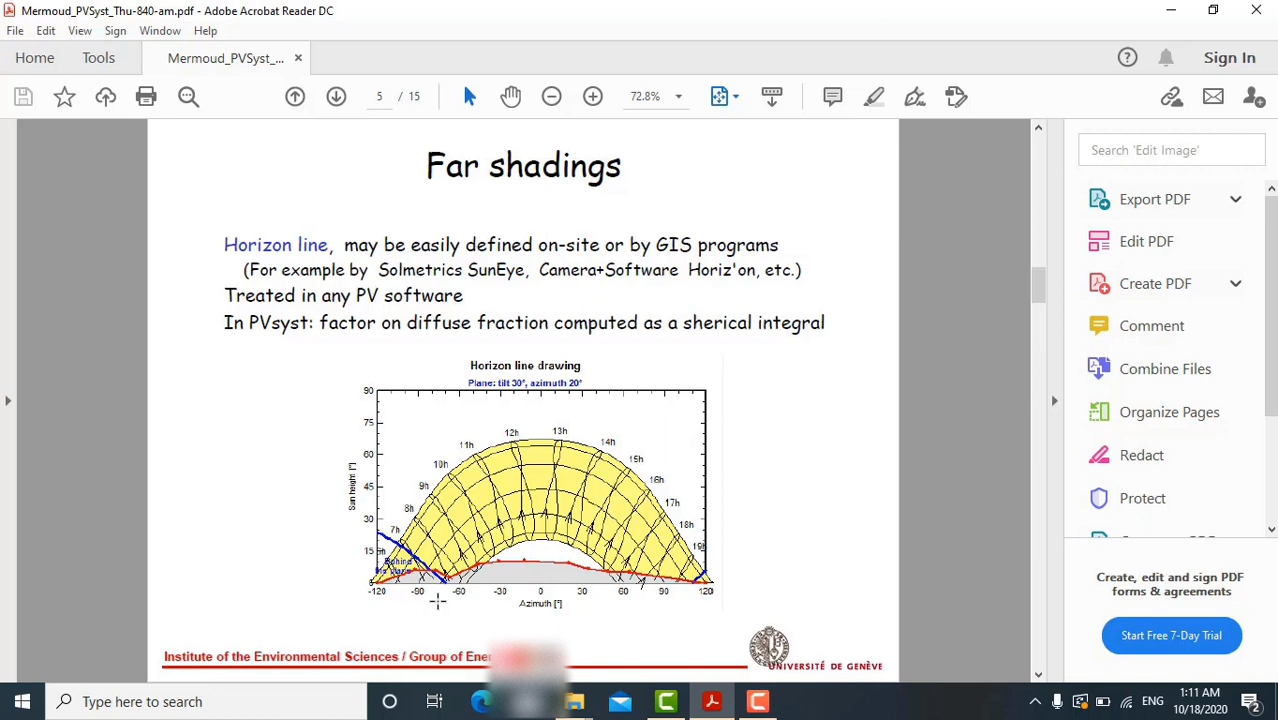 Mermoud_PVSyst_Thu-840-am.pdf - Adobe Acrobat Reader DC
File Edit View Sign Window Help
Home Tools Mermoud_PVSyst_... × Sign In
5 / 15 72.8%
Far shadings
Horizon line, may be easily defined on-site or by GIS programs
(For example by Solmetrics SunEye, Camera+Software Horiz'on, etc.)
Treated in any PV software
In PVsyst: factor on diffuse fraction computed as a sherical integral
Horizon line drawing
Plane: tilt 30°, azimuth 20°
90
75
60
45
30
15
0
Sun height [°]
7h
8h
9h
10h
11h
12h
13h
14h
15h
16h
17h
18h
19h
Behind
-120 -90 -60 -30 0 30 60 90 120
Azimuth [°]
Institute of the Environmental Sciences / Group of
UNIVERSITÉ DE GENÈVE
Search 'Edit Image'
Export PDF
Edit PDF
Create PDF
Comment
Combine Files
Organize Pages
Redact
Protect
Create, edit and sign PDF
forms & agreements
Start Free 7-Day Trial
Type here to search
ENG
1:11 AM
10/18/2020
2